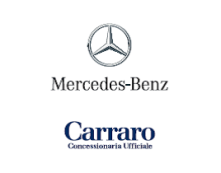 Mercedes-Benz
Carraro
Concessionaria Ufficiale